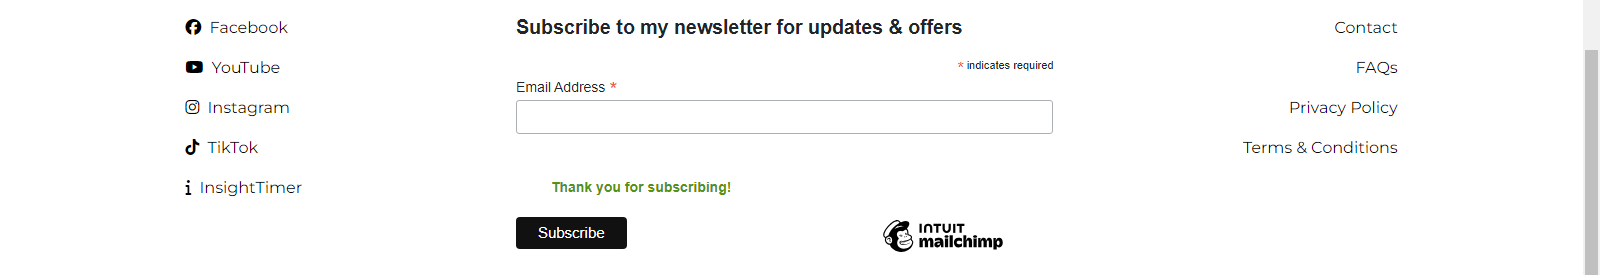 Facebook
YouTube
Instagram
TikTok
InsightTimer
Subscribe to my newsletter for updates & offers
* indicates required
Email Address *
Thank you for subscribing!
Subscribe
INTUIT
mailchimp
Contact
FAQs
Privacy Policy
Terms & Conditions